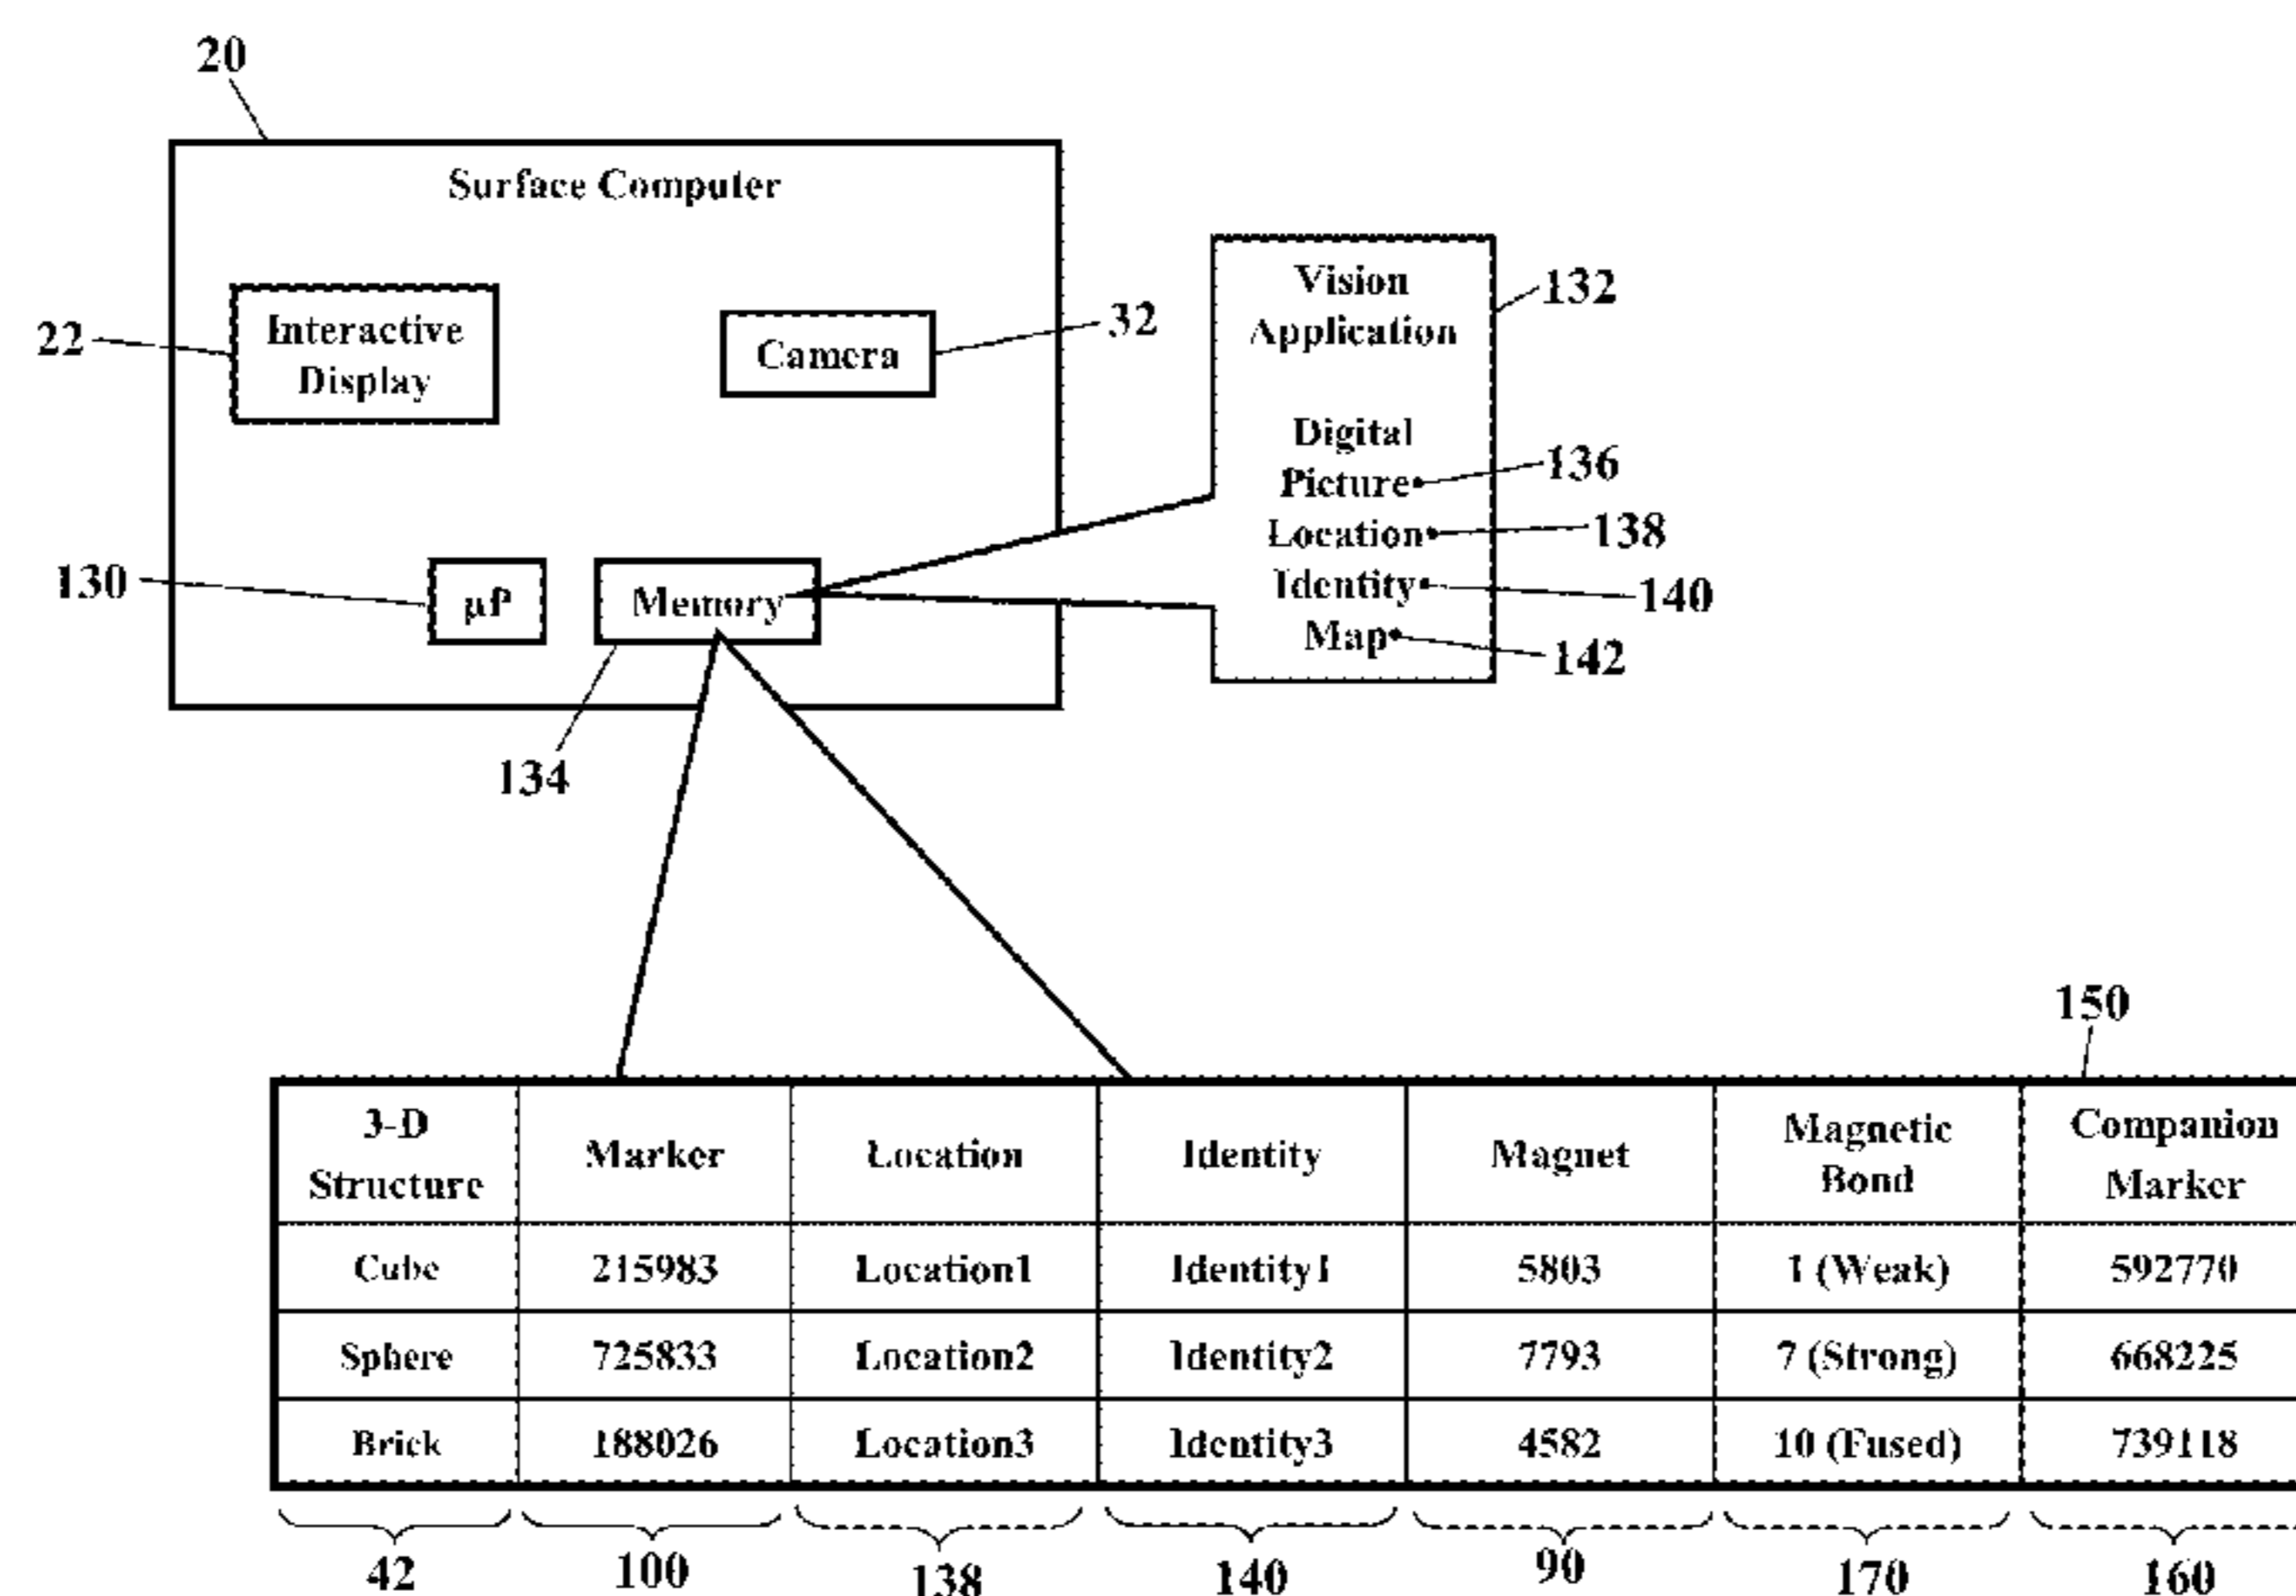 20
Surface Computer
22
Interactive
Display
Camera
32
130
µP
Memory
134
Vision
Application
132
Digital
Picture
136
Location
138
Identity
140
Map
142
150
3-D
Structure
Marker
Location
Identity
Magnet
Magnetic
Bond
Companion
Marker
Cube 215983 Location1 Identity1 5803 1 (Weak) 592770
Sphere 725833 Location2 Identity2 7793 7 (Strong) 668225
Brick 188026 Location3 Identity3 4582 10 (Fused) 739118
42 100 138 140 90 170 160